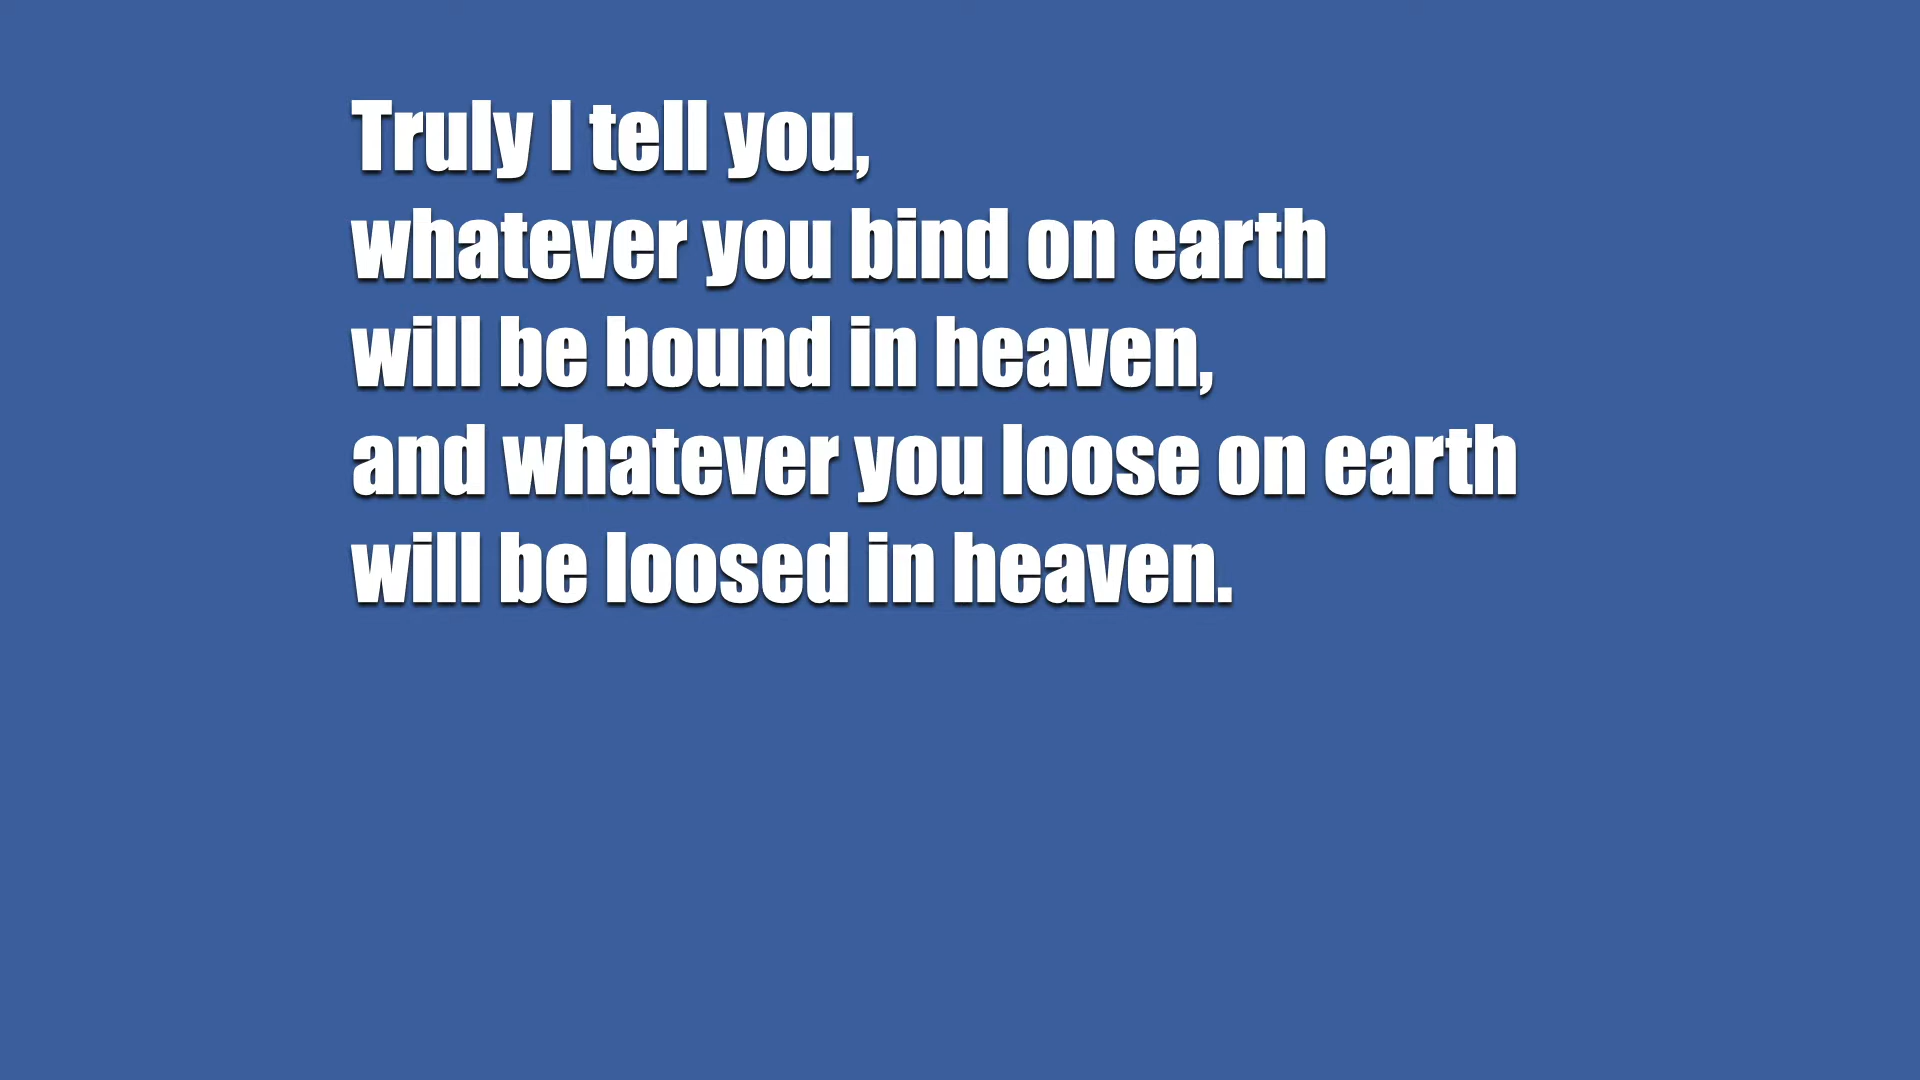 Truly I tell you,
whatever you bind on earth
will be bound in heaven,
and whatever you loose on earth
will be loosed in heaven.